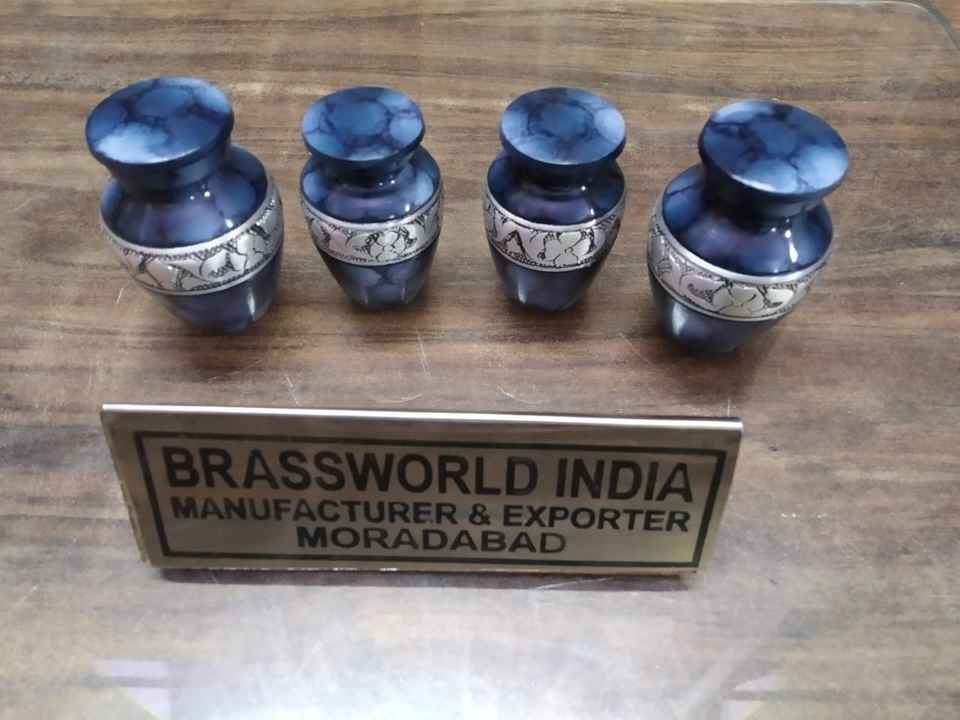 BRASSWORLD INDIA
MANUFACTURER & EXPORTER
MORADABAD